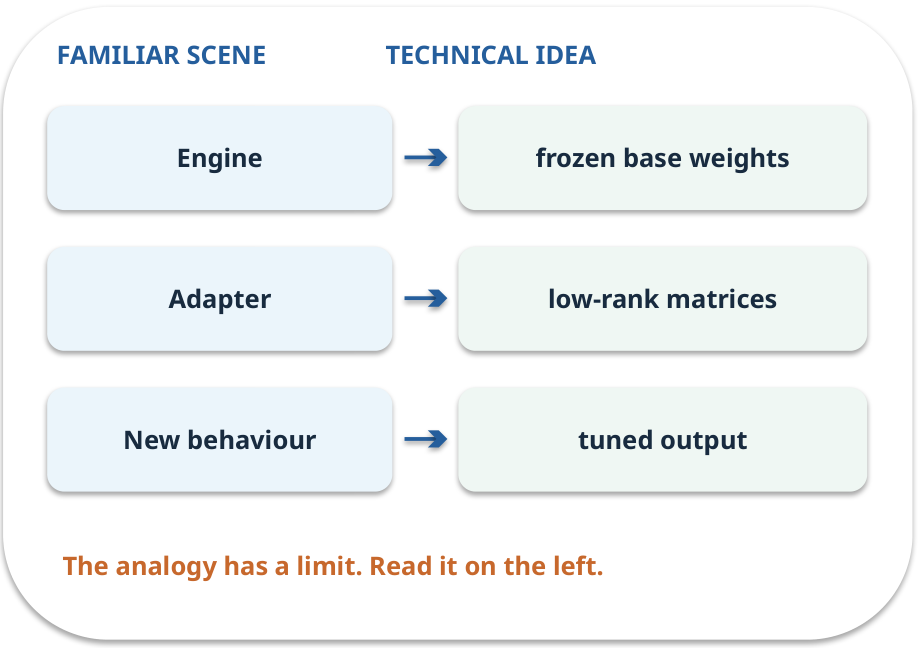 FAMILIAR SCENE TECHNICAL IDEA
Engine → frozen base weights
Adapter → low-rank matrices
New behaviour → tuned output
The analogy has a limit. Read it on the left.